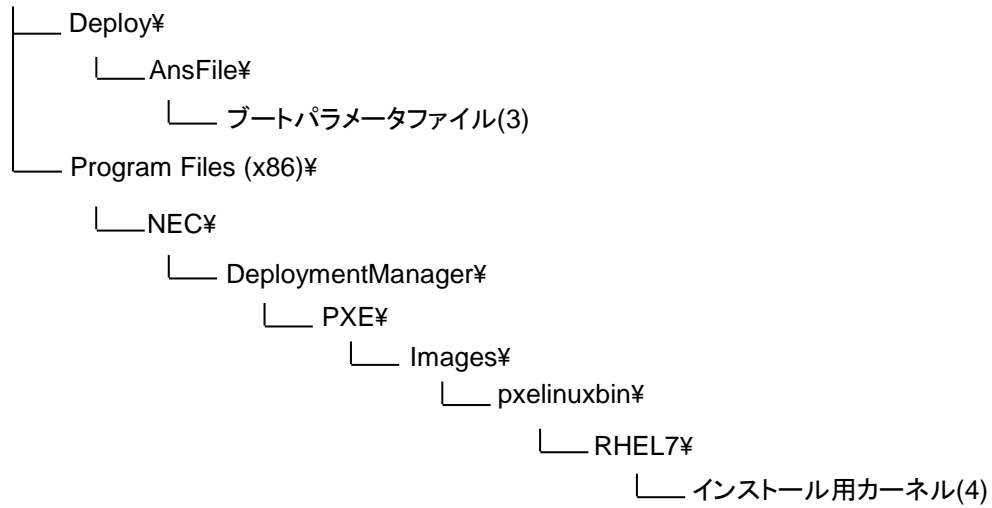 Deploy¥
AnsFile¥
ブートパラメータファイル(3)
Program Files (x86)¥
NEC¥
DeploymentManager¥
PXE¥
Images¥
pxelinuxbin¥
RHEL7¥
インストール用カーネル(4)